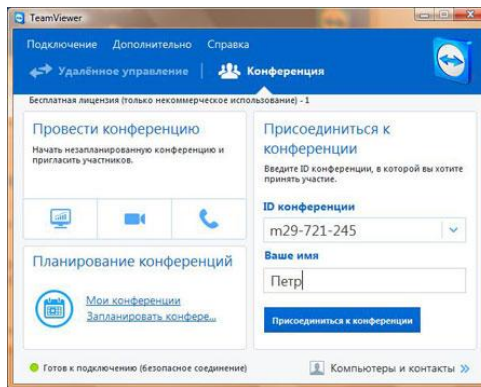 TeamViewer
Подключение Дополнительно Справка
Удалённое управление Конференция
Бесплатная лицензия (только некоммерческое использование) - 1
Провести конференцию
Начать незапланированную конференцию и
пригласить участников.
Планирование конференций
Мои конференции
Запланировать конфере...
Присоединиться к
конференции
Введите ID конференции, в которой вы хотите
принять участие.
ID конференции
m29-721-245
Ваше имя
Петр
Присоединиться к конференции
Готов к подключению (безопасное соединение)
Компьютеры и контакты »